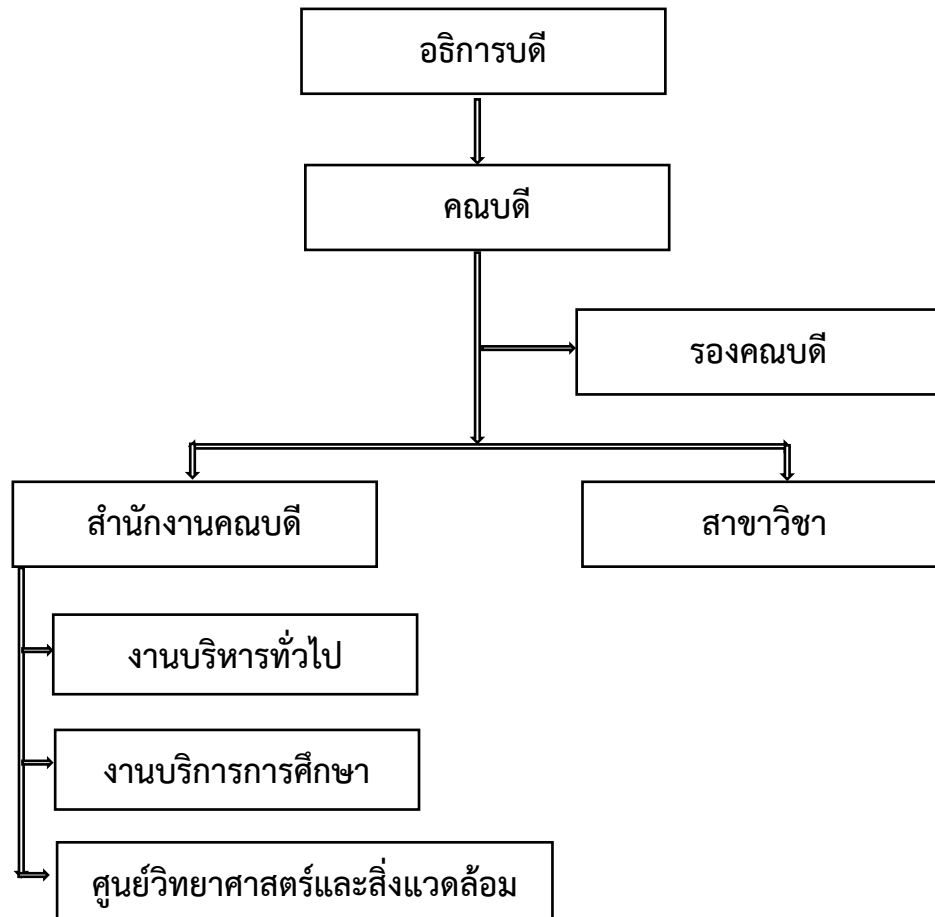 อธิการบดี
คณบดี
รองคณบดี
สำนักงานคณบดี
สาขาวิชา
งานบริหารทั่วไป
งานบริการการศึกษา
ศูนย์วิทยาศาสตร์และสิ่งแวดล้อม